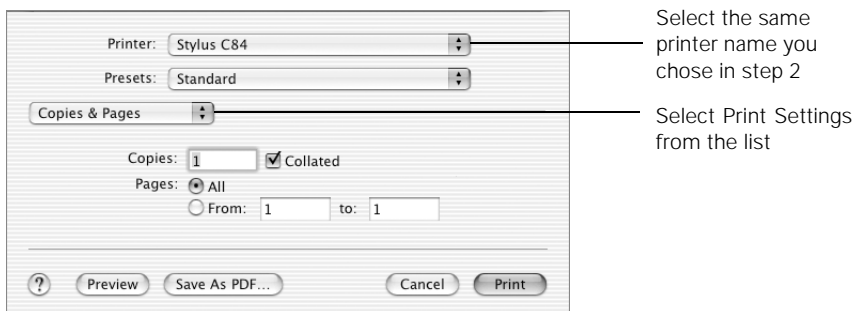 Printer: Stylus C84
Presets: Standard
Copies & Pages
Copies: 1 Collated
Pages: All
From: 1 to: 1
? Preview Save As PDF... Cancel Print
Select the same
printer name you
chose in step 2
Select Print Settings
from the list